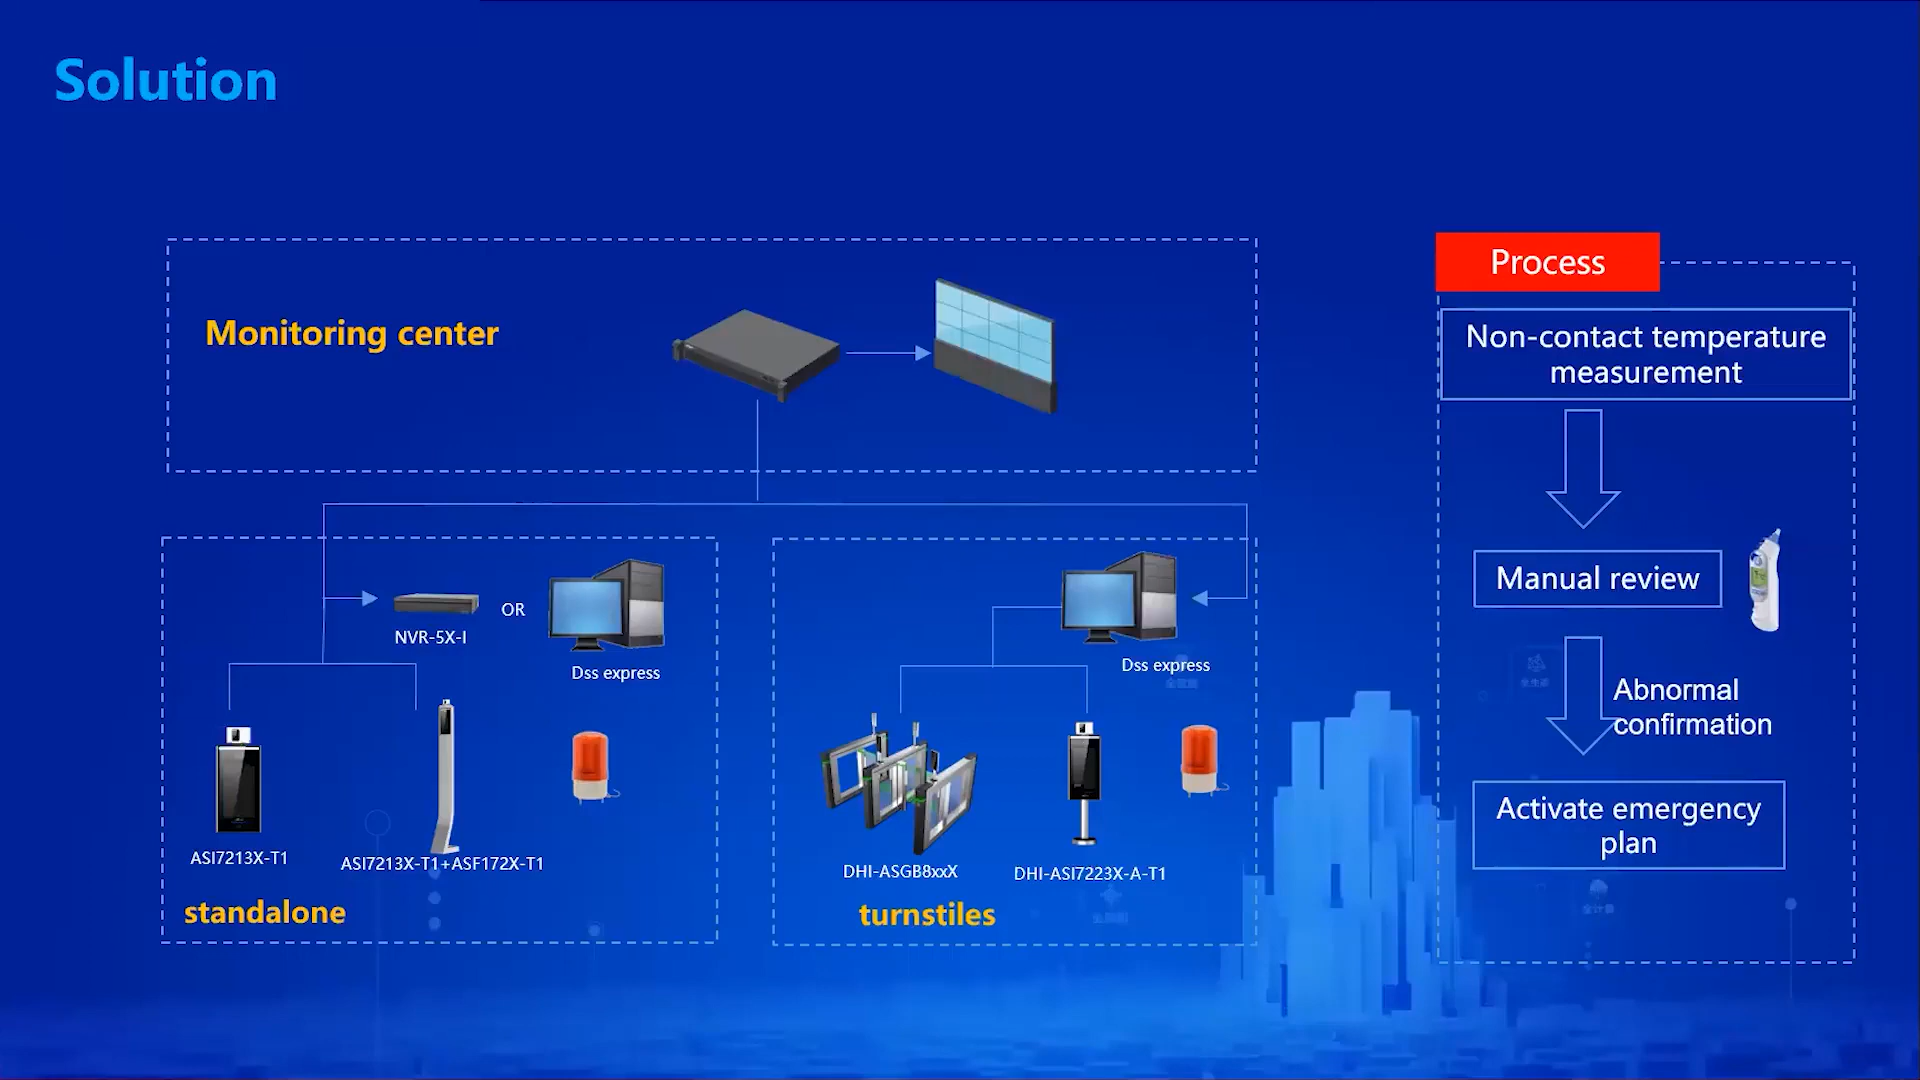 Solution
Monitoring center
NVR-5X-I
OR
Dss express
ASI7213X-T1
ASI7213X-T1+ASF172X-T1
standalone
Dss express
DHI-ASGB8xxX
DHI-ASI7223X-A-T1
turnstiles
Process
Non-contact temperature
measurement
Manual review
Abnormal
confirmation
Activate emergency
plan